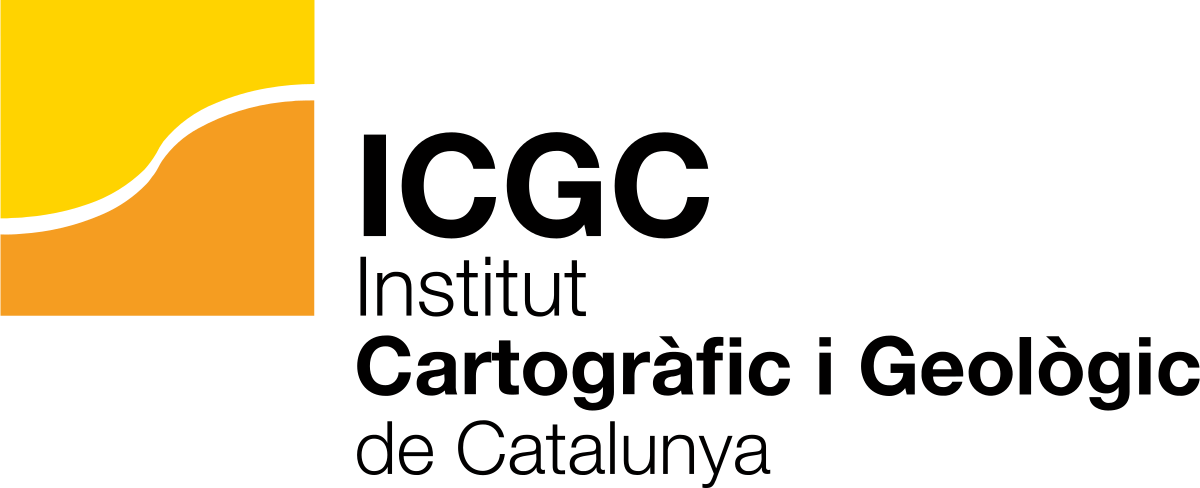 ICGC
Institut
Cartogràfic i Geològic
de Catalunya